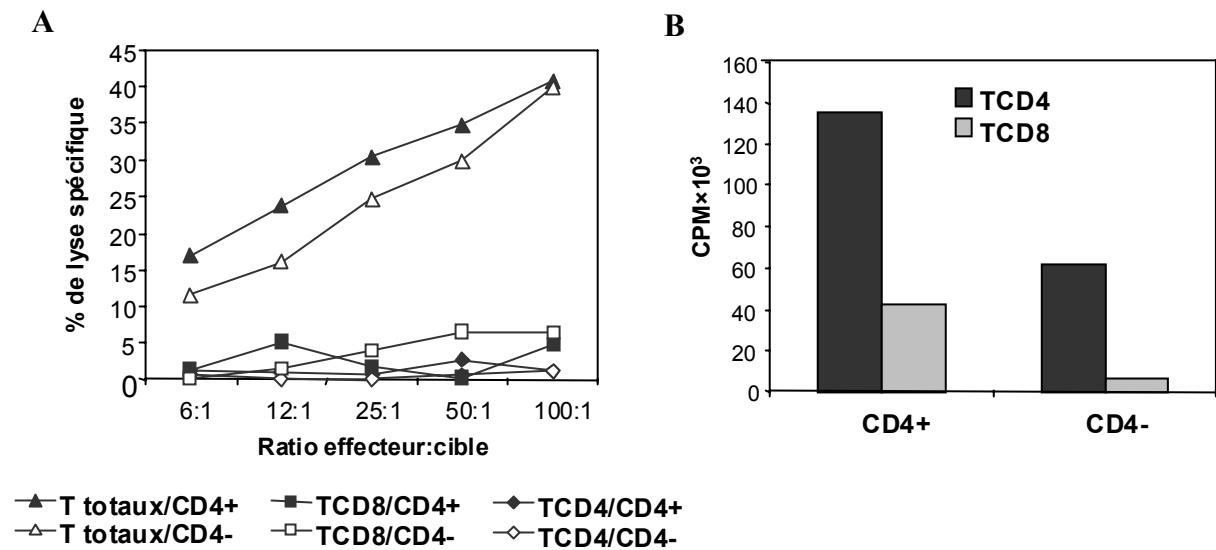 A
B
% de lyse spécifique
45
40
35
30
25
20
15
10
5
0
6:1 12:1 25:1 50:1 100:1
Ratio effecteur:cible
T totaux/CD4+ TCD8/CD4+ TCD4/CD4+
T totaux/CD4- TCD8/CD4- TCD4/CD4-
CPM×10³
160
140
120
100
80
60
40
20
0
TCD4
TCD8
CD4+ CD4-